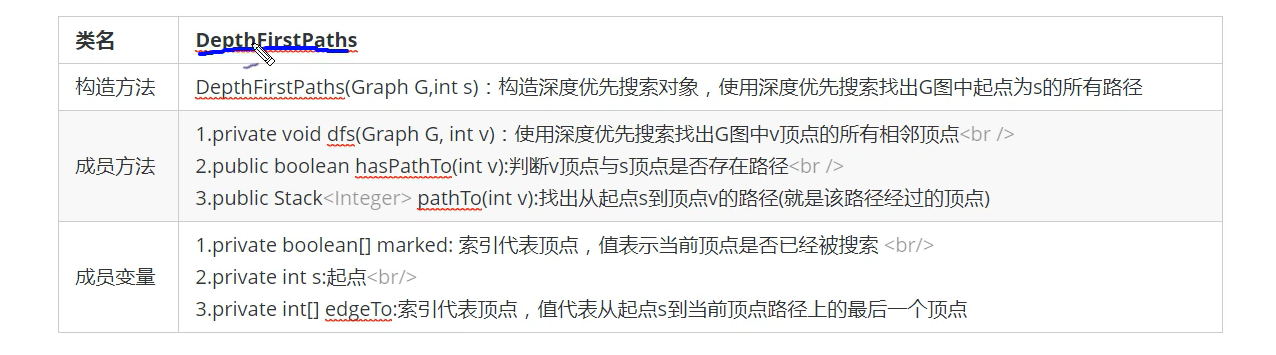 类名 DepthFirstPaths
构造方法 DepthFirstPaths(Graph G,int s)：构造深度优先搜索对象，使用深度优先搜索找出G图中起点为s的所有路径
成员方法
1.private void dfs(Graph G, int v)：使用深度优先搜索找出G图中v顶点的所有相邻顶点<br />
2.public boolean hasPathTo(int v):判断v顶点与s顶点是否存在路径<br />
3.public Stack<Integer> pathTo(int v):找出从起点s到顶点v的路径(就是该路径经过的顶点)
成员变量
1.private boolean[] marked: 索引代表顶点，值表示当前顶点是否已经被搜索 <br/>
2.private int s:起点<br/>
3.private int[] edgeTo:索引代表顶点，值代表从起点s到当前顶点路径上的最后一个顶点